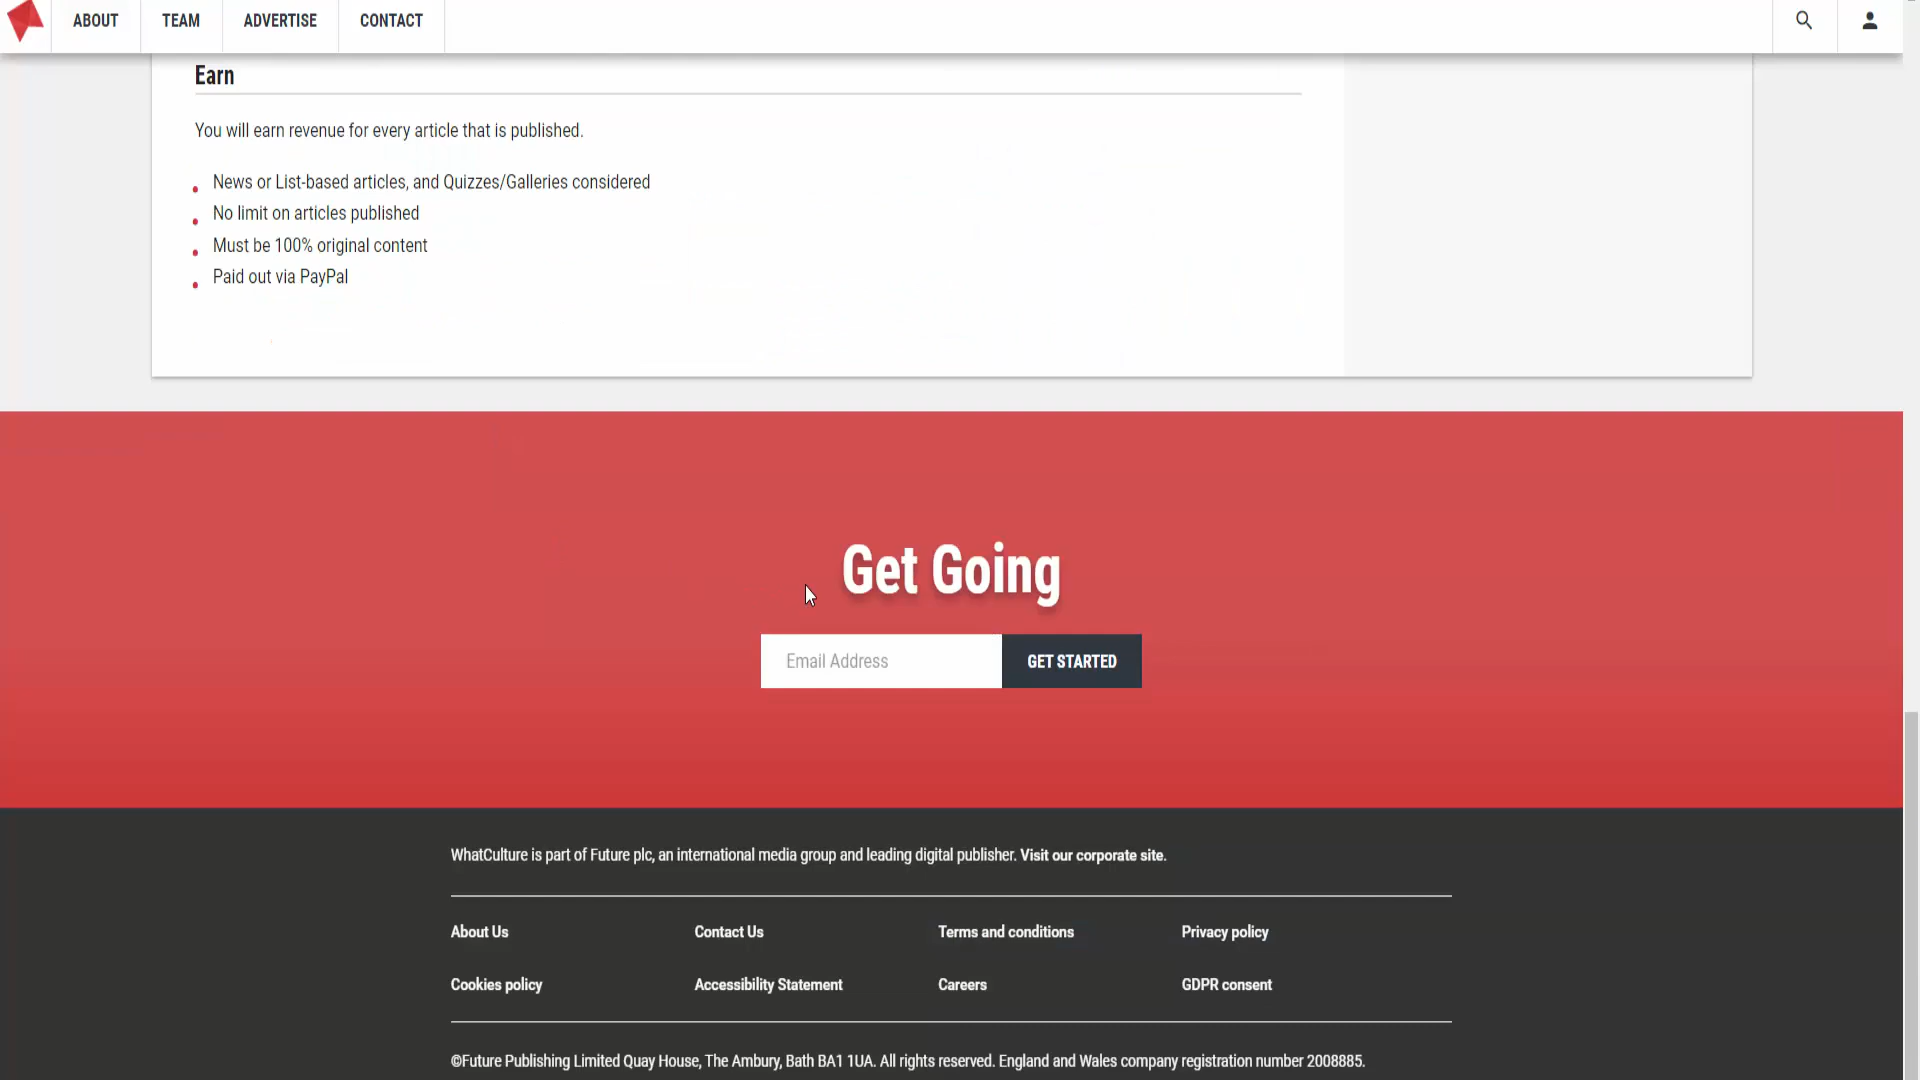 ABOUT
TEAM
ADVERTISE
CONTACT
Earn
You will earn revenue for every article that is published.
News or List-based articles, and Quizzes/Galleries considered
No limit on articles published
Must be 100% original content
Paid out via PayPal
Get Going
Email Address
GET STARTED
WhatCulture is part of Future plc, an international media group and leading digital publisher. Visit our corporate site.
About Us
Contact Us
Terms and conditions
Privacy policy
Cookies policy
Accessibility Statement
Careers
GDPR consent
©Future Publishing Limited Quay House, The Ambury, Bath BA1 1UA. All rights reserved. England and Wales company registration number 2008885.